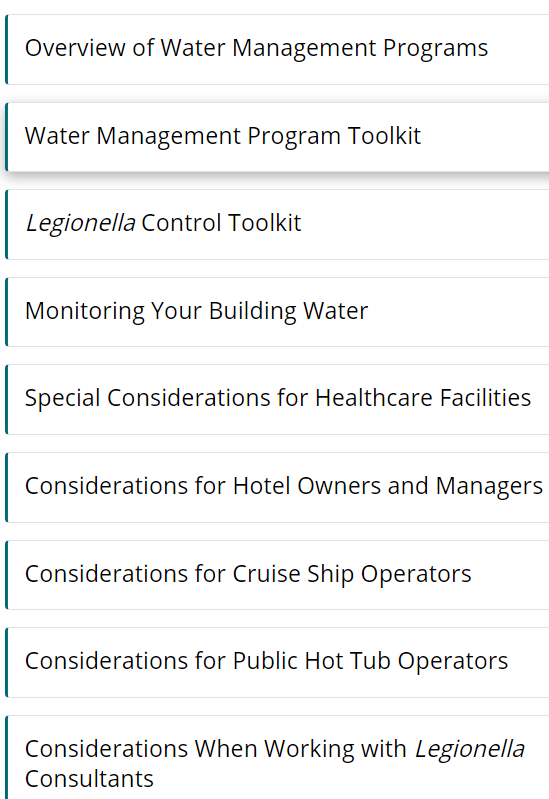 Overview of Water Management Programs
Water Management Program Toolkit
Legionella Control Toolkit
Monitoring Your Building Water
Special Considerations for Healthcare Facilities
Considerations for Hotel Owners and Managers
Considerations for Cruise Ship Operators
Considerations for Public Hot Tub Operators
Considerations When Working with Legionella
Consultants